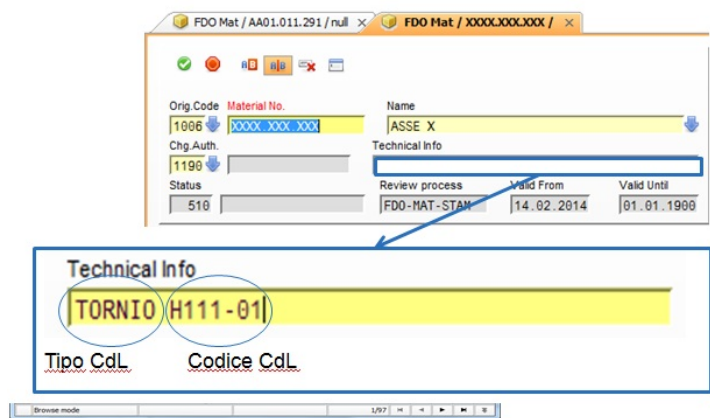 FDO Mat / AA01.011.291 / null × FDO Mat / XXXX.XXX.XXX / ×
Orig.Code Material No. Name
1006 XXXX.XXX.XXX ASSE X
Chg.Auth. Technical Info
1190
Status Review process Valid From Valid Until
510 FDO-MAT-STAM 14.02.2014 01.01.1900
Technical Info
TORNIO H111-01
Tipo CdL Codice CdL
Browse mode 1/97